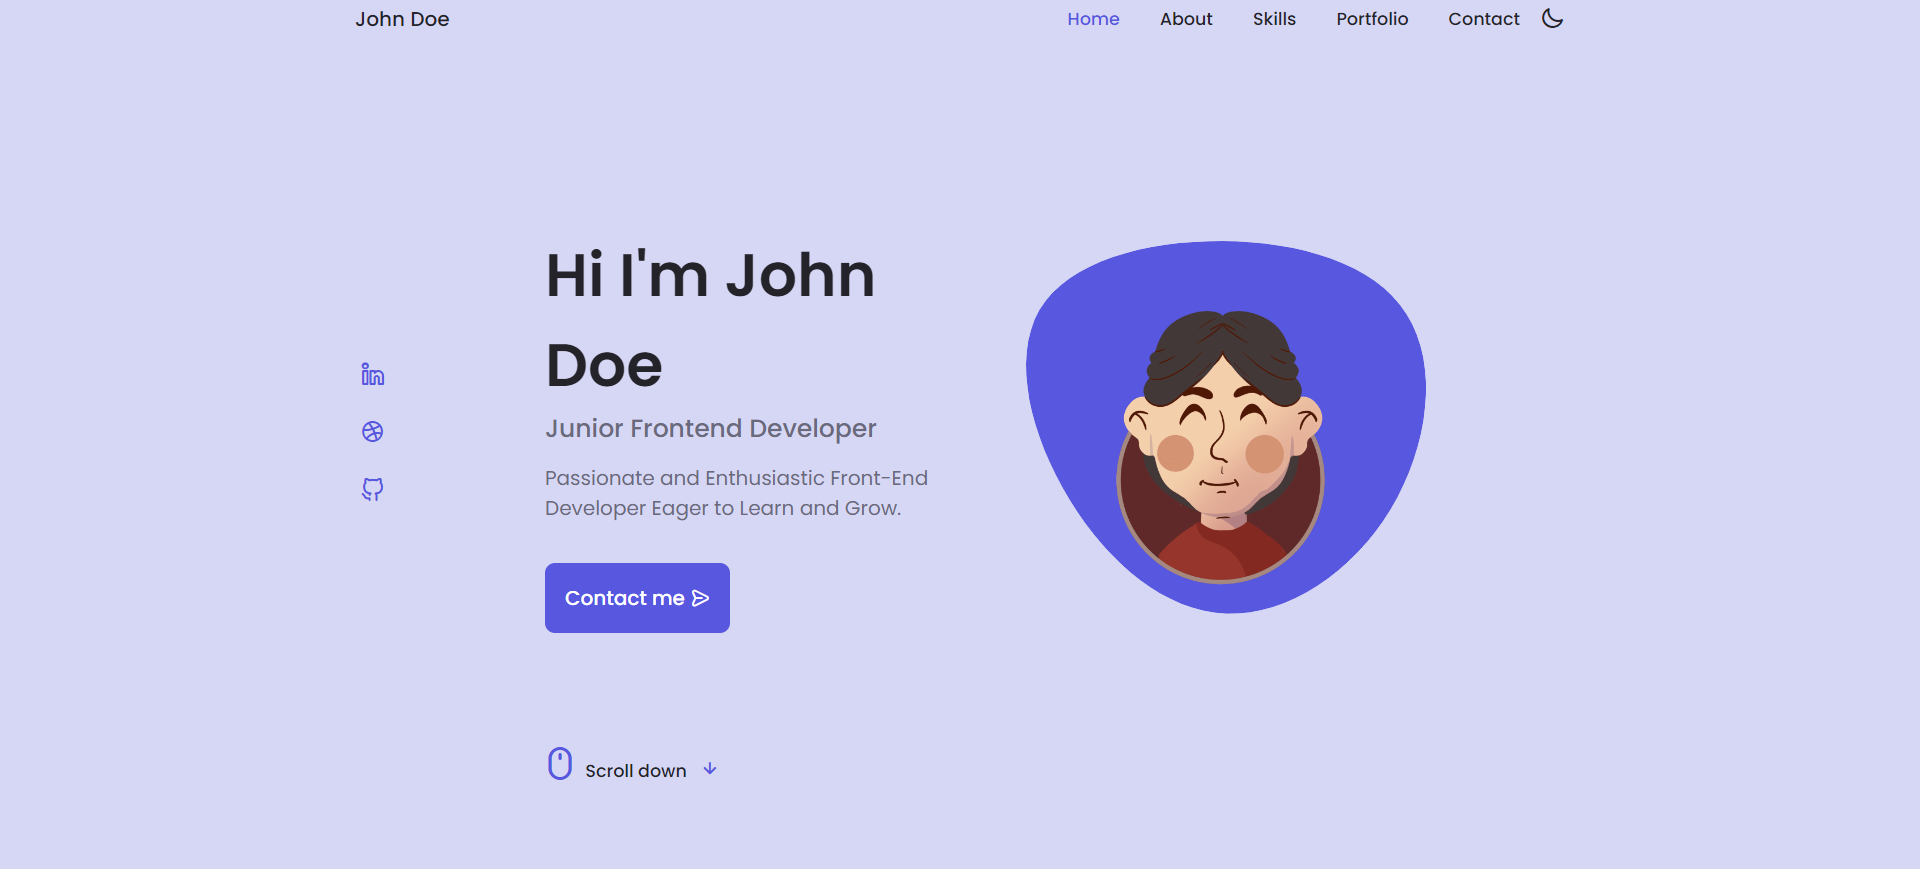 John Doe
Home About Skills Portfolio Contact
Hi I'm John
Doe
Junior Frontend Developer
Passionate and Enthusiastic Front-End
Developer Eager to Learn and Grow.
Contact me
Scroll down